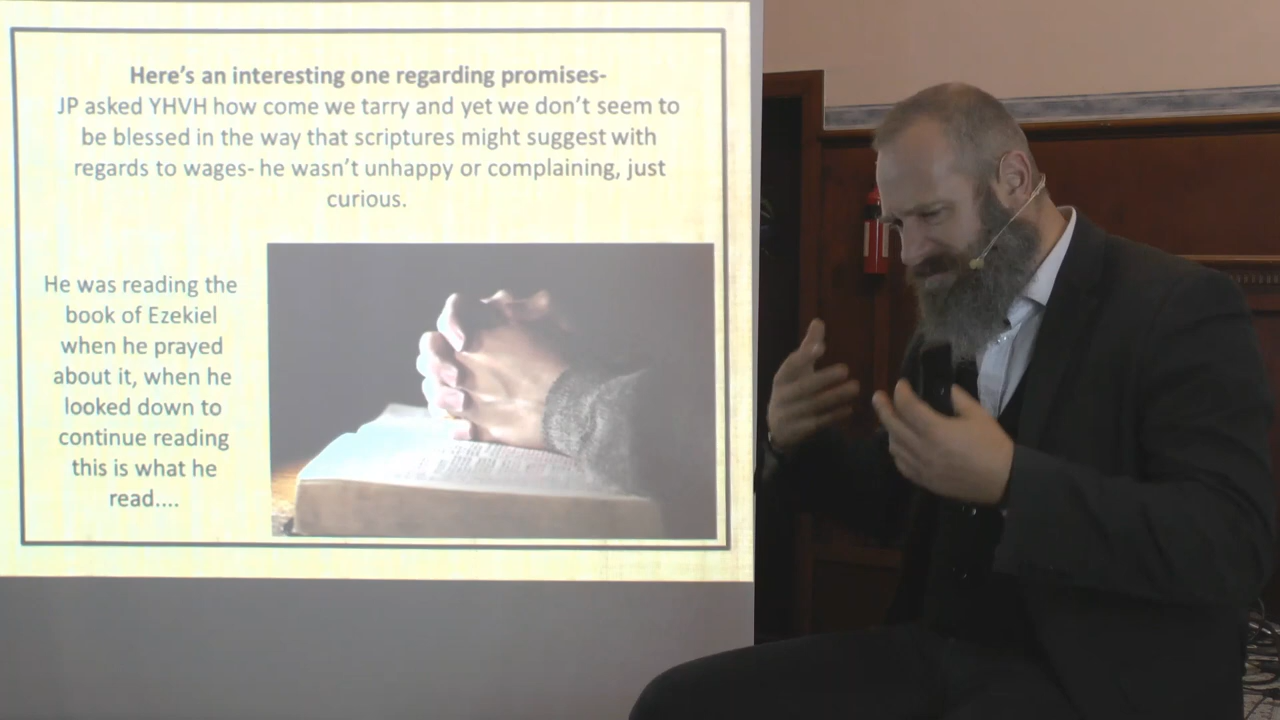 Here's an interesting one regarding promises-
JP asked YHVH how come we tarry and yet we don't seem to
be blessed in the way that scriptures might suggest with
regards to wages- he wasn't unhappy or complaining, just
curious.
He was reading the
book of Ezekiel
when he prayed
about it, when he
looked down to
continue reading
this is what he
read....